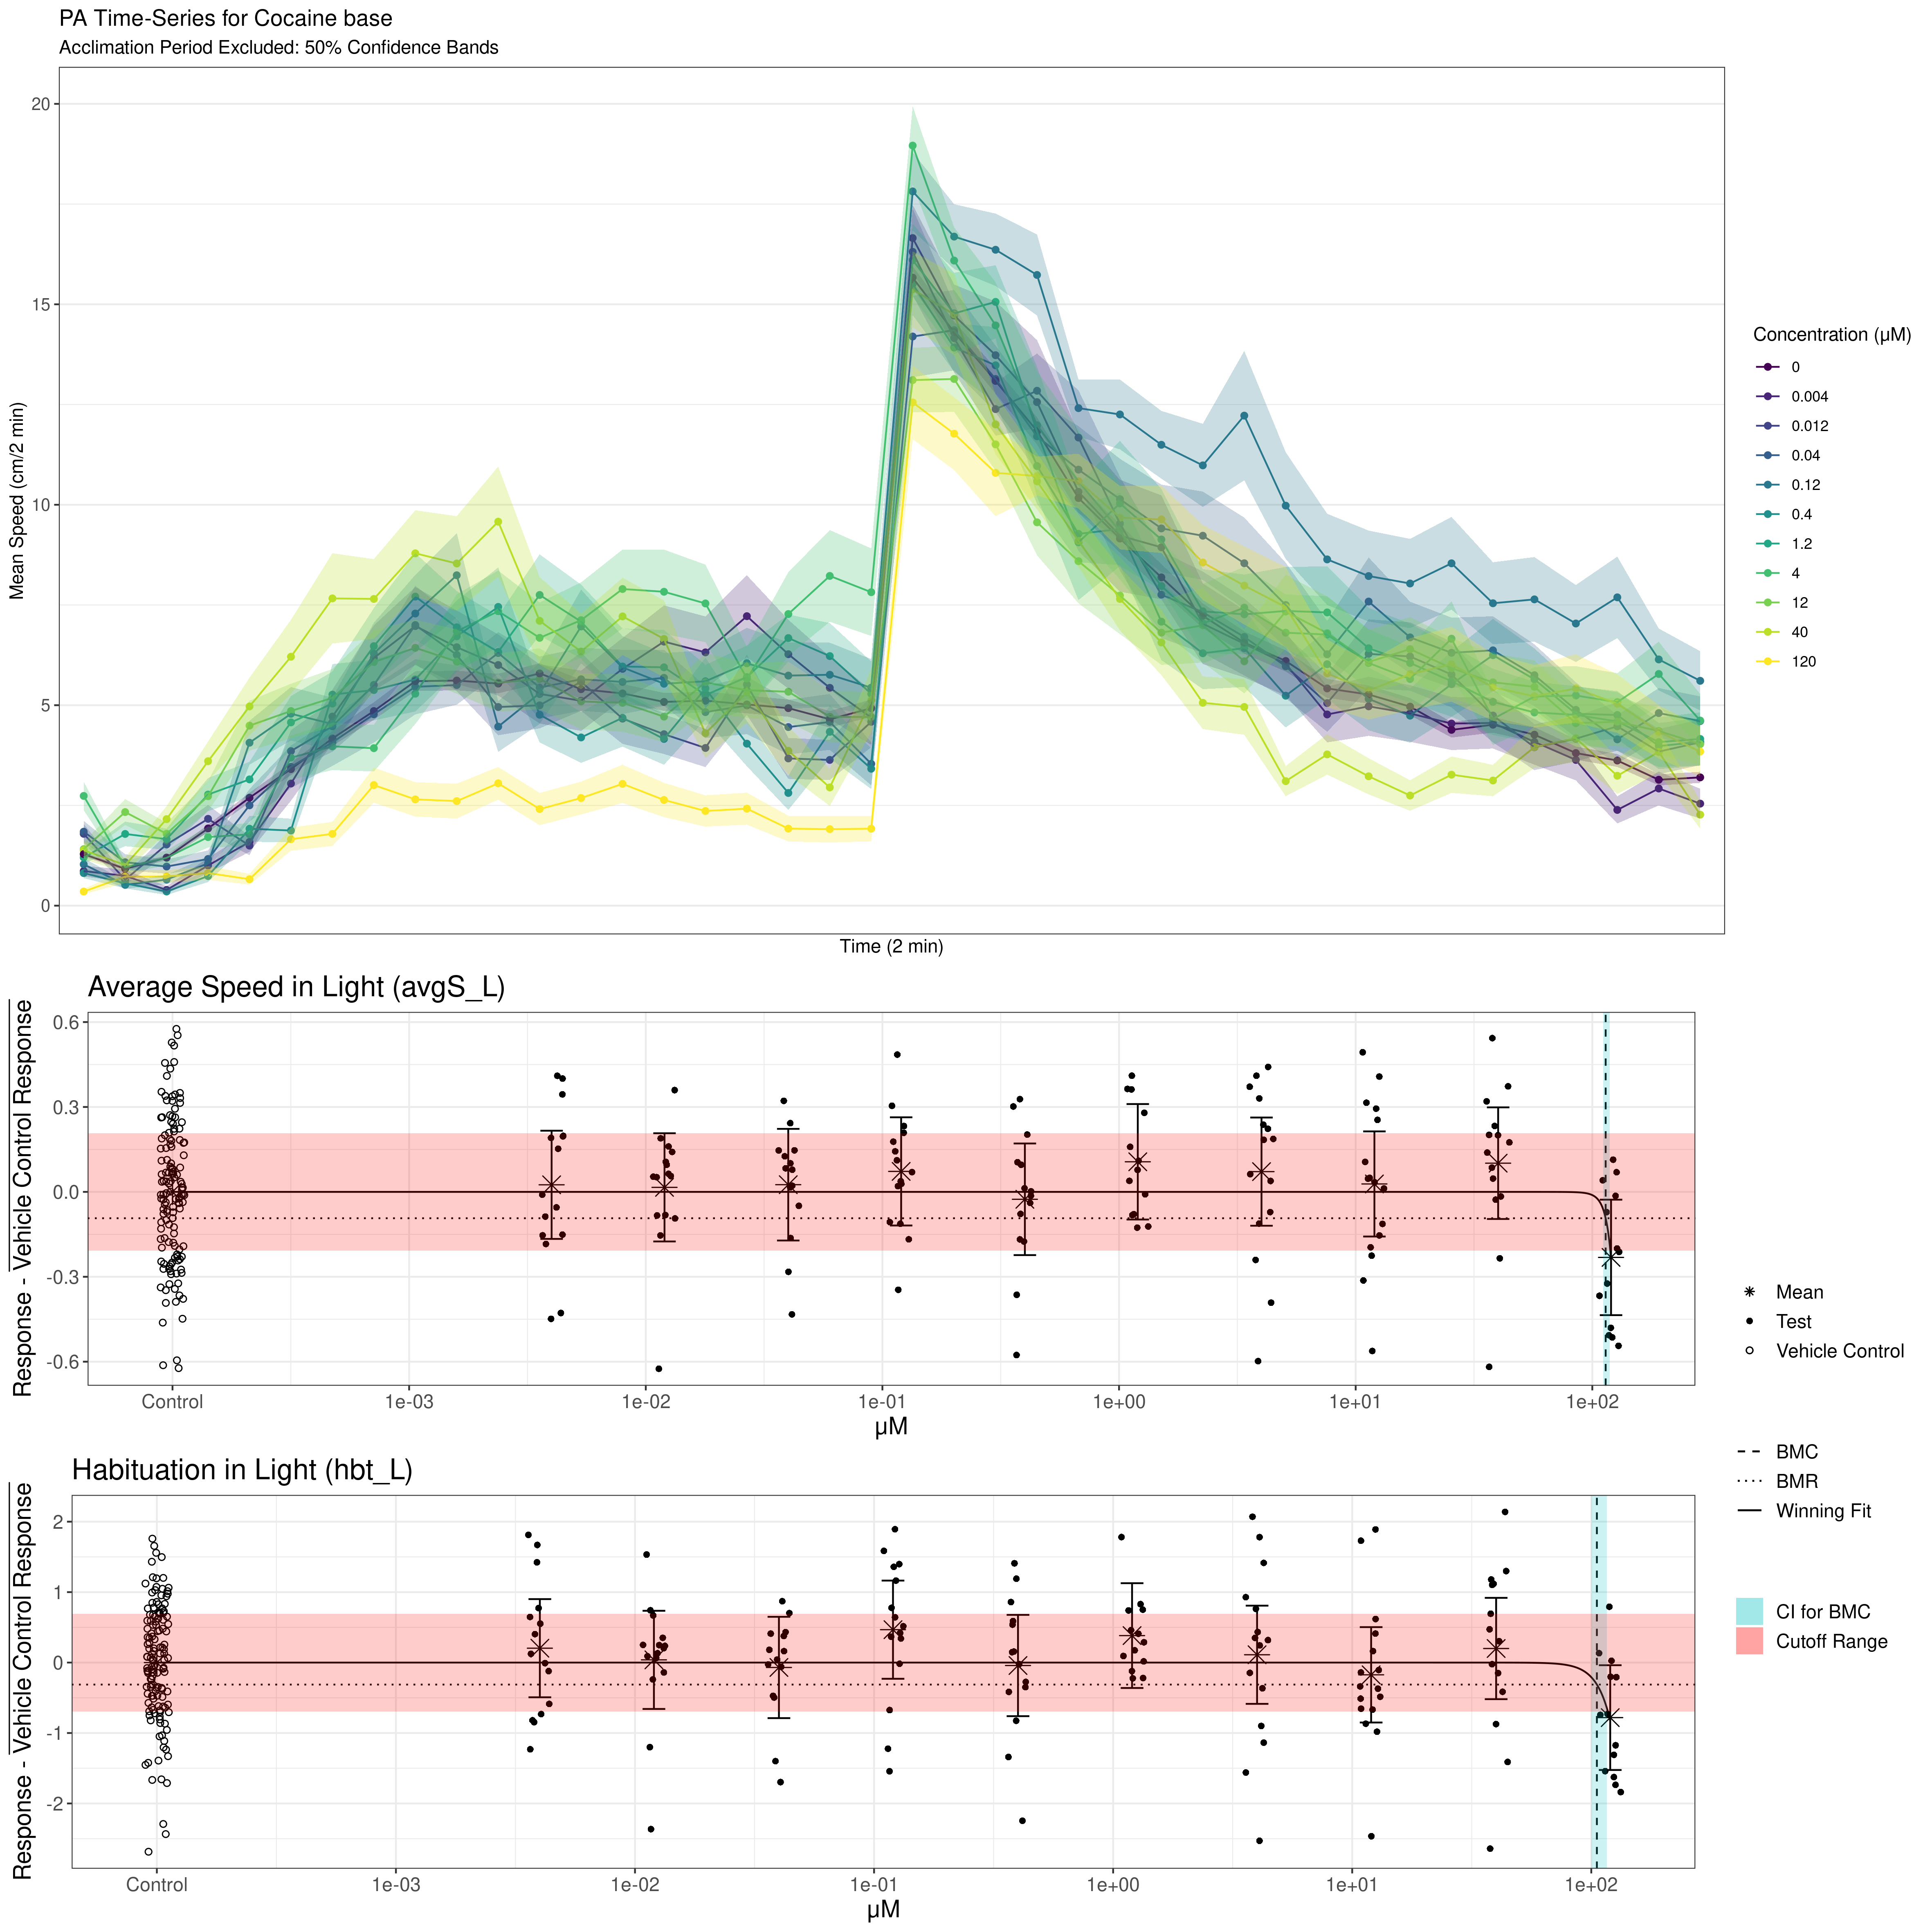 PA Time-Series for Cocaine base
Acclimation Period Excluded: 50% Confidence Bands
Mean Speed (cm/2 min)
20
15
10
5
0
Time (2 min)
Concentration (µM)
0
0.004
0.012
0.04
0.12
0.4
1.2
4
12
40
120
Average Speed in Light (avgS_L)
Response - Vehicle Control Response
0.6
0.3
0.0
-0.3
-0.6
Control
1e-03
1e-02
1e-01
1e+00
1e+01
1e+02
µM
Mean
Test
Vehicle Control
BMC
BMR
Winning Fit
CI for BMC
Cutoff Range
Habituation in Light (hbt_L)
Response - Vehicle Control Response
2
1
0
-1
-2
Control
1e-03
1e-02
1e-01
1e+00
1e+01
1e+02
µM